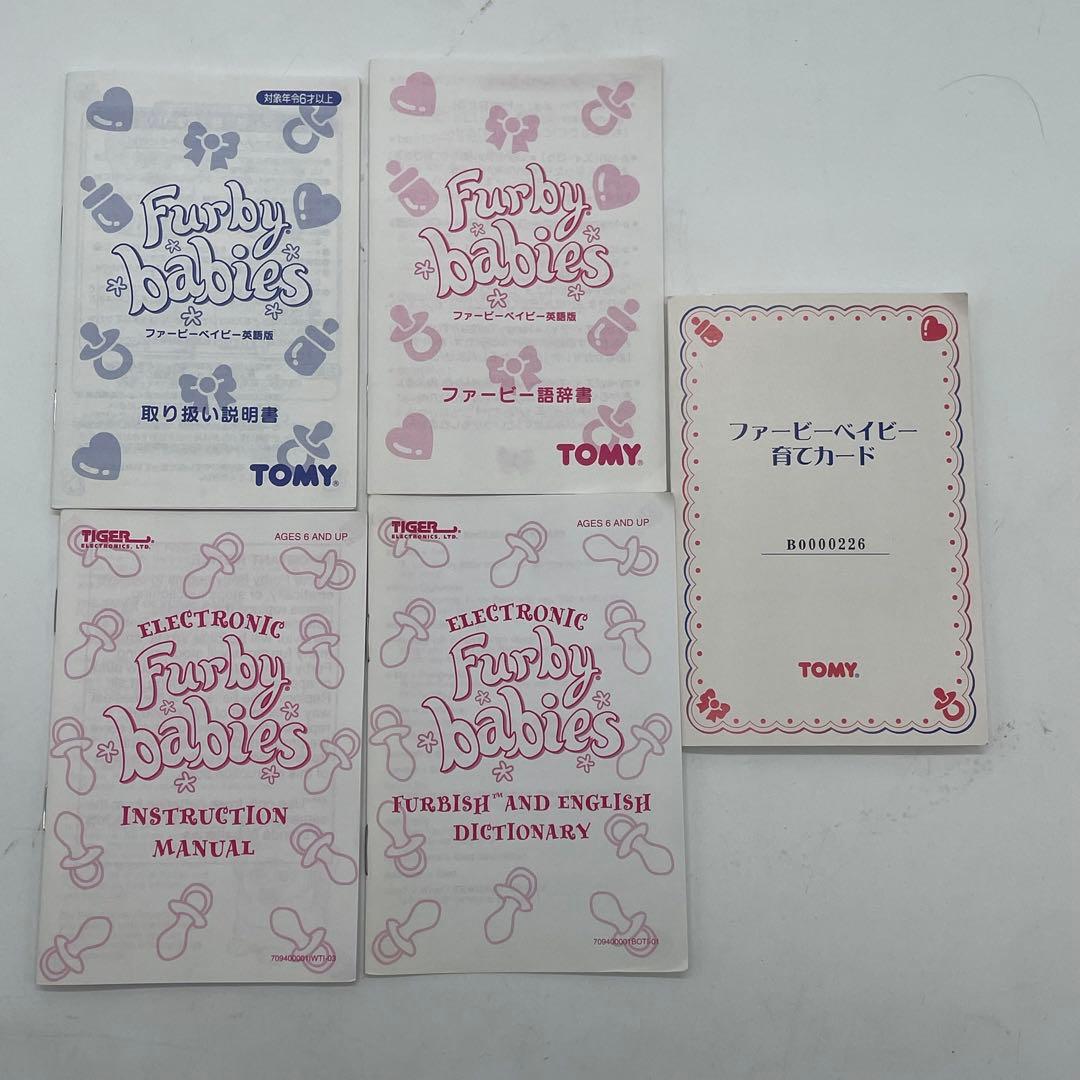 対象年令6才以上
Furby
babies
ファービーベイビー英語版
取り扱い説明書
TOMY®
Furby
babies
ファービーベイビー英語版
ファービー語辞書
TOMY®
ファービーベイビー
育てカード
B0000226
TOMY®
TIGER®
ELECTRONICS, LTD.
AGES 6 AND UP
ELECTRONIC
Furby
babies
INSTRUCTION
MANUAL
709400001IWTI-03
TIGER®
ELECTRONICS, LTD.
AGES 6 AND UP
ELECTRONIC
Furby
babies
FURBISH™ AND ENGLISH
DICTIONARY
709400001BOTI-01